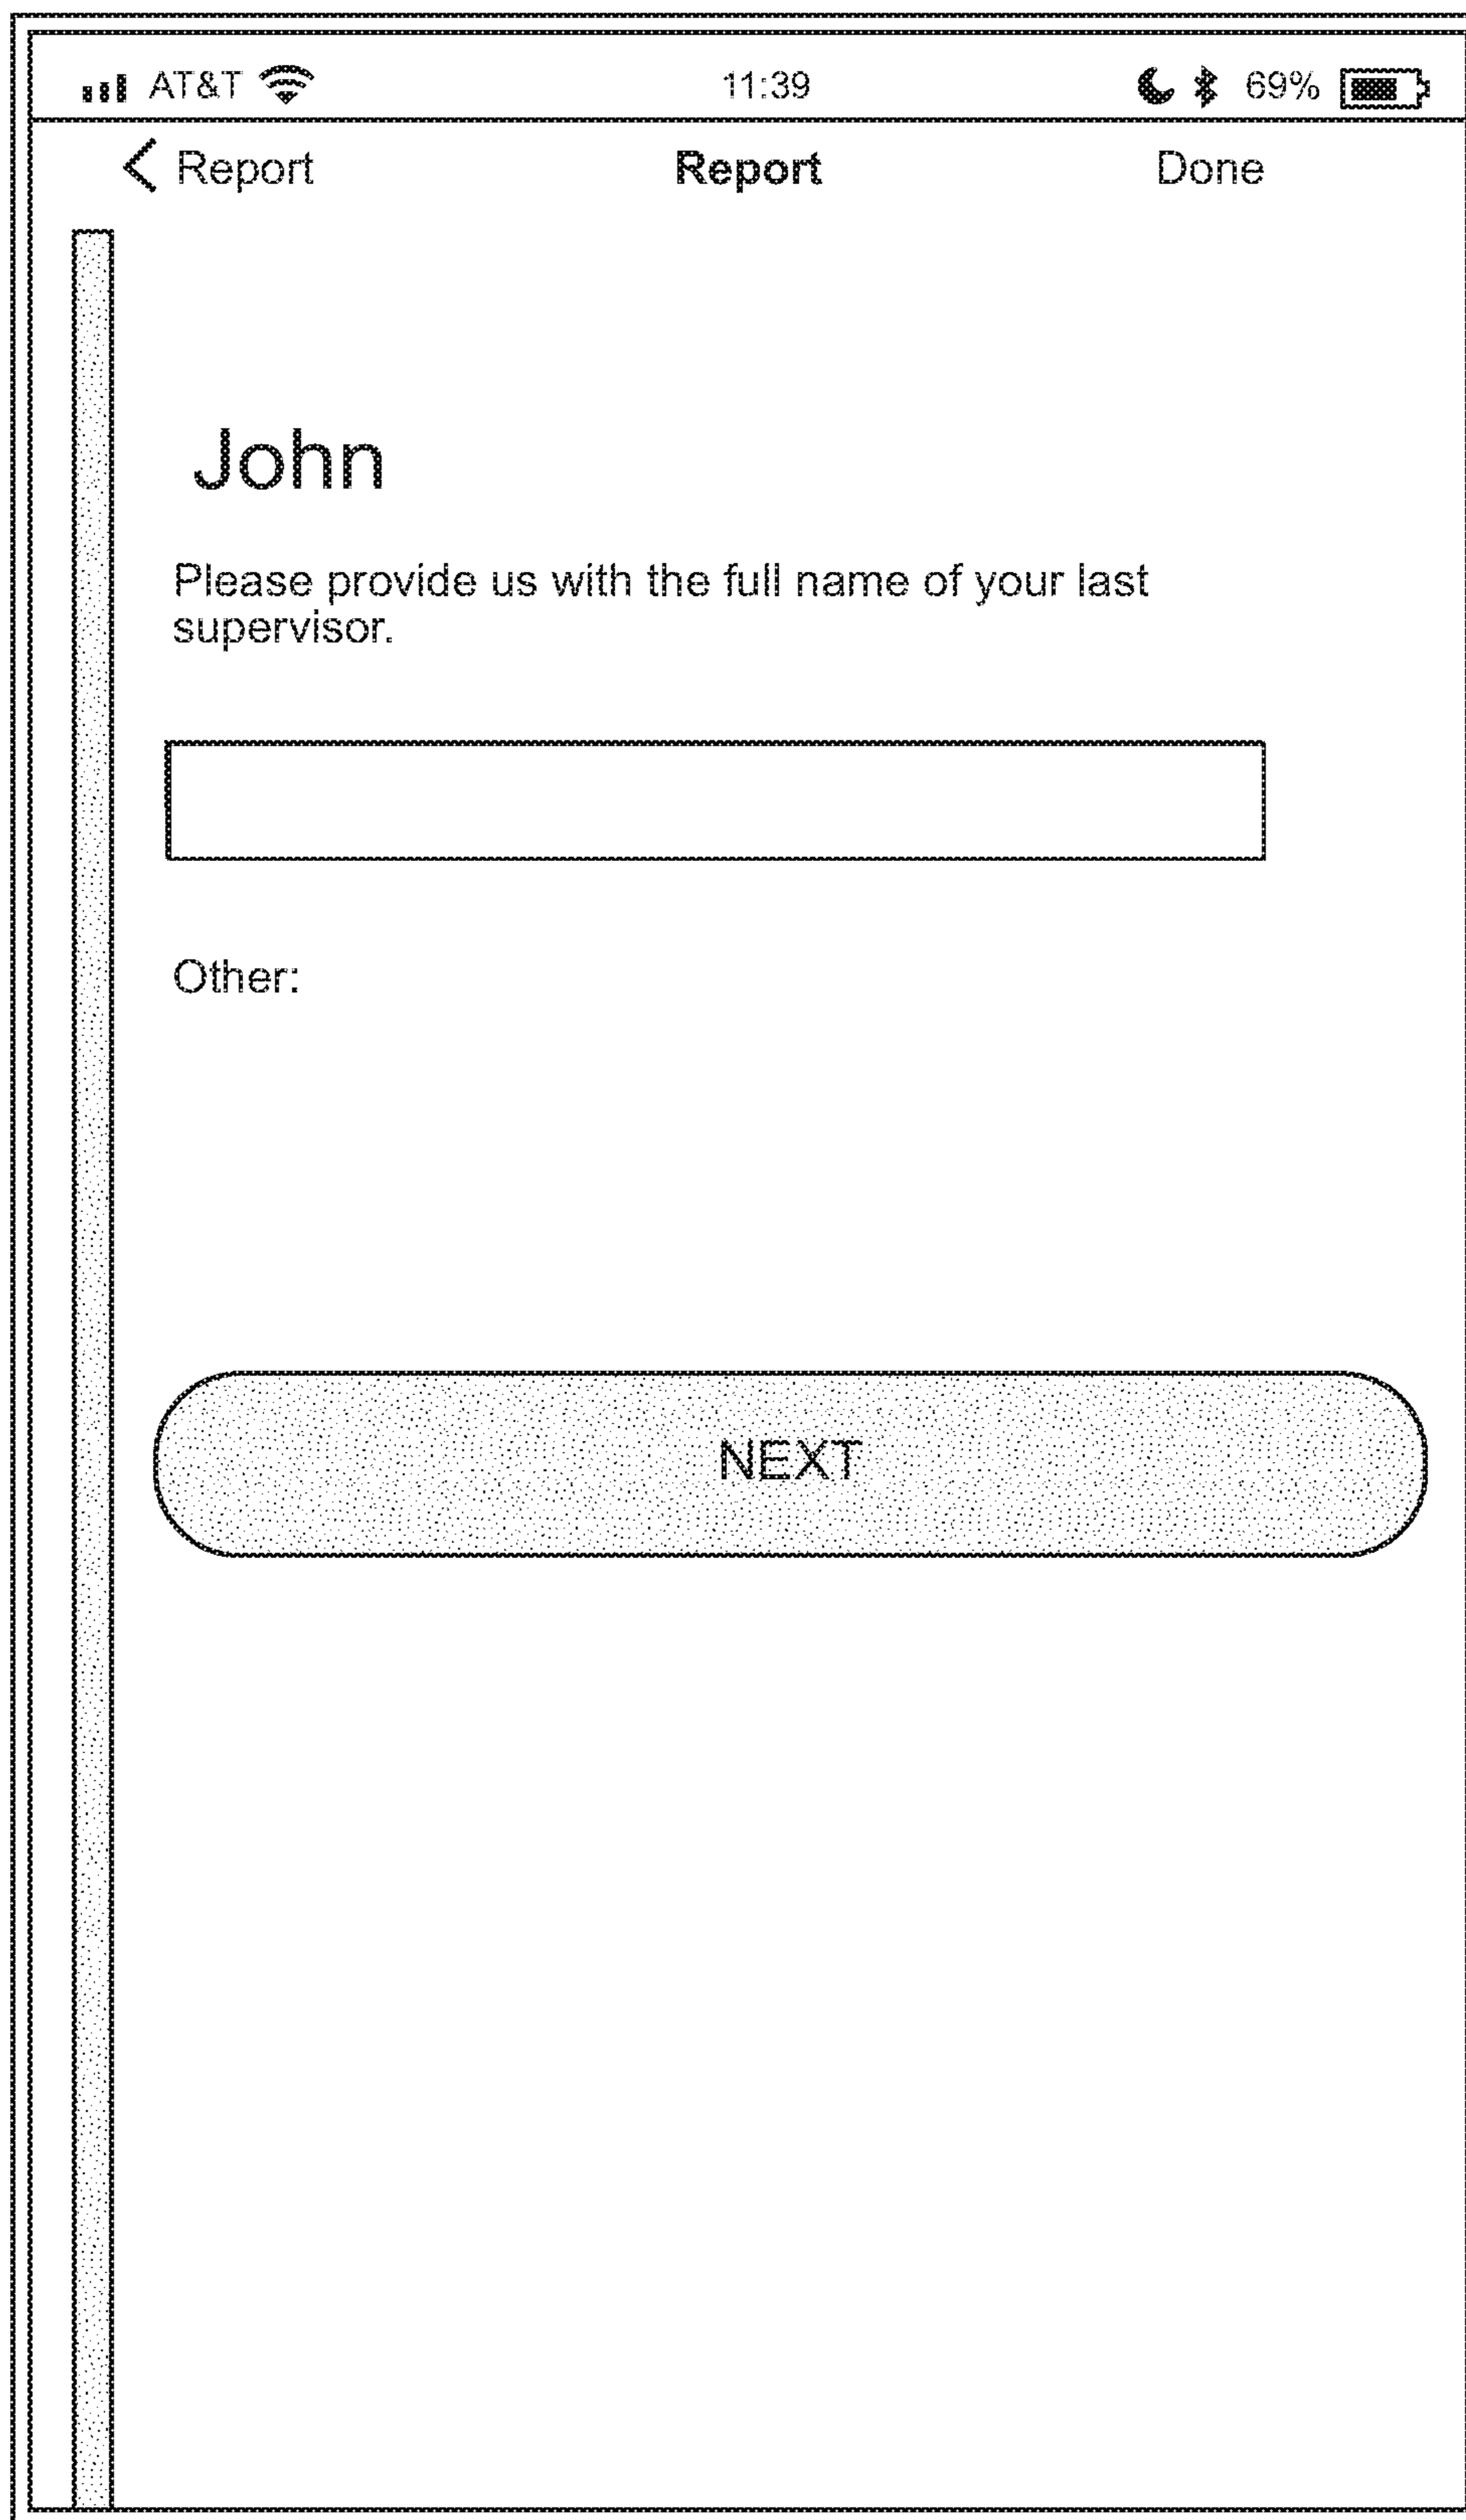 AT&T 11:39 69%
Report Report Done
John
Please provide us with the full name of your last
supervisor.
Other:
NEXT